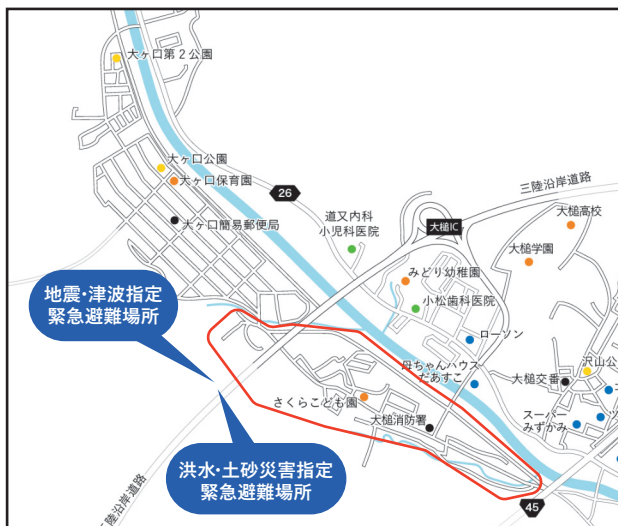 大ヶ口第2公園
大ヶ口公園
大ヶ口保育園
26
三陸沿岸道路
大ヶ口簡易郵便局
道又内科
小児科医院
大槌IC
大槌高校
大槌学園
みどり幼稚園
小松歯科医院
地震・津波指定
緊急避難場所
ローソン
母ちゃんハウス
だぁすこ
沢山公
大槌交番
さくらこども園
大槌消防署
スーパー
みずかみ
洪水・土砂災害指定
緊急避難場所
三陸沿岸道路
45